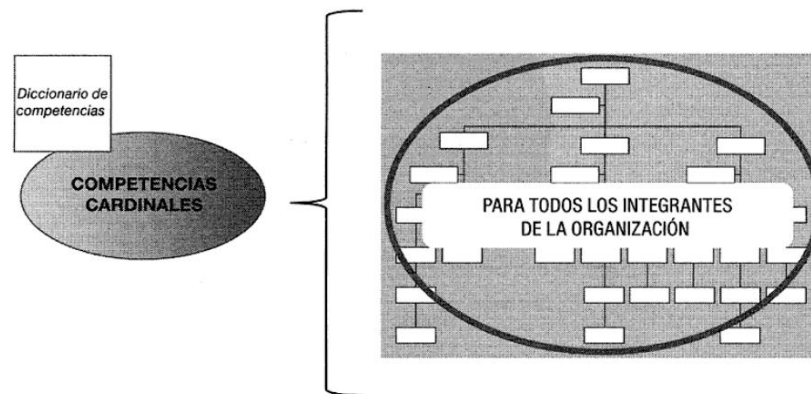 Diccionario de
competencias
COMPETENCIAS
CARDINALES
PARA TODOS LOS INTEGRANTES
DE LA ORGANIZACIÓN